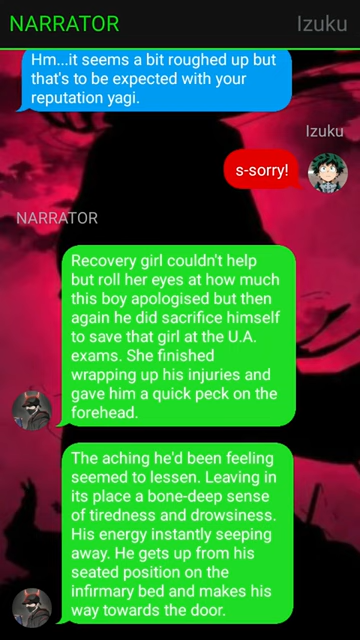 NARRATOR
Izuku
Hm...it seems a bit roughed up but
that's to be expected with your
reputation yagi.
Izuku
s-sorry!
NARRATOR
Recovery girl couldn't help
but roll her eyes at how much
this boy apologised but then
again he did sacrifice himself
to save that girl at the U.A.
exams. She finished
wrapping up his injuries and
gave him a quick peck on the
forehead.
The aching he'd been feeling
seemed to lessen. Leaving in
its place a bone-deep sense
of tiredness and drowsiness.
His energy instantly seeping
away. He gets up from his
seated position on the
infirmary bed and makes his
way towards the door.